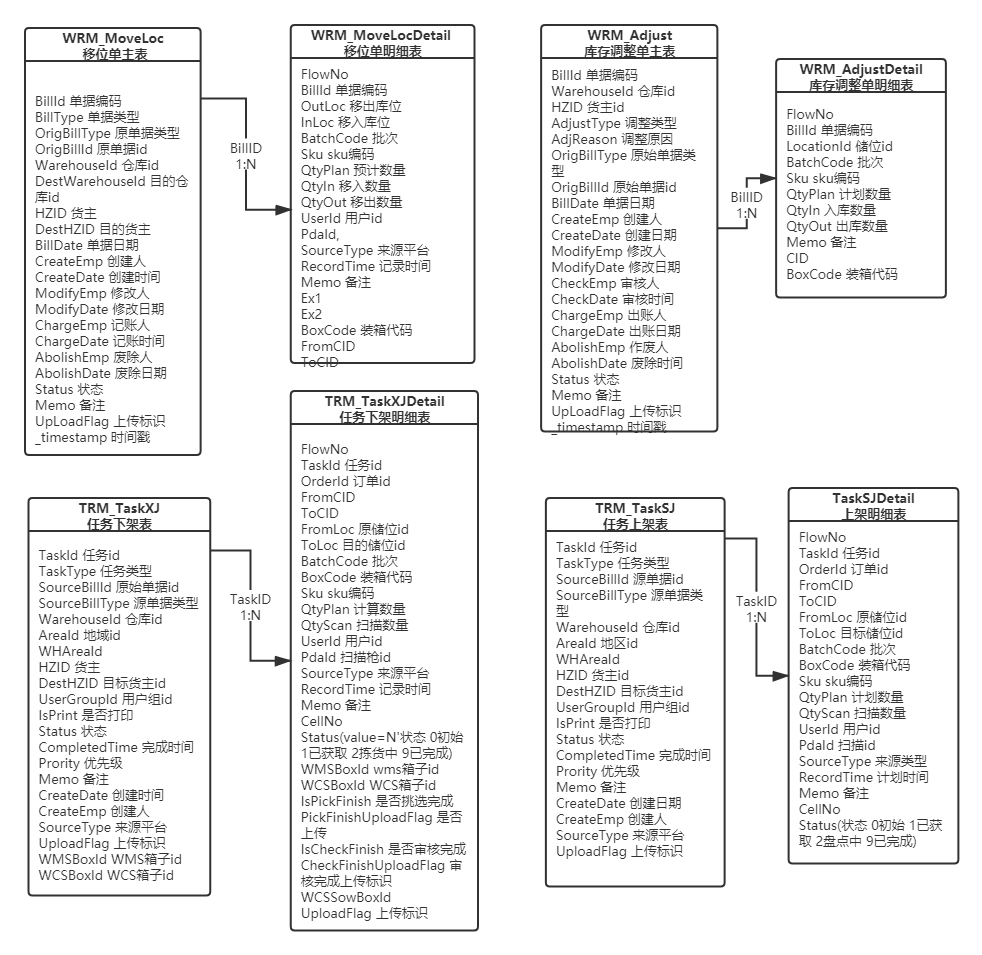 WRM_MoveLoc
移位单主表
BillId 单据编码
BillType 单据类型
OrigBillType 原单据类型
OrigBillId 原单据id
WarehouseId 仓库id
DestWarehouseId 目的仓
库id
HZID 货主
DestHZID 目的货主
BillDate 单据日期
CreateEmp 创建人
CreateDate 创建时间
ModifyEmp 修改人
ModifyDate 修改日期
ChargeEmp 记账人
ChargeDate 记账时间
AbolishEmp 废除人
AbolishDate 废除日期
Status 状态
Memo 备注
UpLoadFlag 上传标识
_timestamp 时间戳
BillID
1:N
WRM_MoveLocDetail
移位单明细表
FlowNo
BillId 单据编码
OutLoc 移出库位
InLoc 移入库位
BatchCode 批次
Sku sku编码
QtyPlan 预计数量
QtyIn 移入数量
QtyOut 移出数量
UserId 用户id
PdaId,
SourceType 来源平台
RecordTime 记录时间
Memo 备注
Ex1
Ex2
BoxCode 装箱代码
FromCID
ToCID
WRM_Adjust
库存调整单主表
BillId 单据编码
WarehouseId 仓库id
HZID 货主id
AdjustType 调整类型
AdjReason 调整原因
OrigBillType 原始单据类
型
OrigBillId 原始单据id
BillDate 单据日期
CreateEmp 创建人
CreateDate 创建日期
ModifyEmp 修改人
ModifyDate 修改日期
CheckEmp 审核人
CheckDate 审核时间
ChargeEmp 出账人
ChargeDate 出账日期
AbolishEmp 作废人
AbolishDate 废除时间
Status 状态
Memo 备注
UpLoadFlag 上传标识
_timestamp 时间戳
BillID
1:N
WRM_AdjustDetail
库存调整单明细表
FlowNo
BillId 单据编码
LocationId 储位id
BatchCode 批次
Sku sku编码
QtyPlan 计划数量
QtyIn 入库数量
QtyOut 出库数量
Memo 备注
CID
BoxCode 装箱代码
TRM_TaskXJ
任务下架表
TaskId 任务id
TaskType 任务类型
SourceBillId 原始单据id
SourceBillType 源单据类型
WarehouseId 仓库id
AreaId 地域id
WHAreaId
HZID 货主
DestHZID 目标货主id
UserGroupId 用户组id
IsPrint 是否打印
Status 状态
CompletedTime 完成时间
Prority 优先级
Memo 备注
CreateDate 创建时间
CreateEmp 创建人
SourceType 来源平台
UploadFlag 上传标识
WMSBoxId WMS箱子id
WCSBoxId WCS箱子id
TaskID
1:N
TRM_TaskXJDetail
任务下架明细表
FlowNo
TaskId 任务id
OrderId 订单id
FromCID
ToCID
FromLoc 原储位id
ToLoc 目的储位id
BatchCode 批次
BoxCode 装箱代码
Sku sku编码
QtyPlan 计算数量
QtyScan 扫描数量
UserId 用户id
PdaId 扫描枪id
SourceType 来源平台
RecordTime 记录时间
Memo 备注
CellNo
Status(value=N'状态 0初始
1已获取 2拣货中 9已完成)
WMSBoxId wms箱子id
WCSBoxId WCS箱子id
IsPickFinish 是否挑选完成
PickFinishUploadFlag 是否
上传
IsCheckFinish 是否审核完成
CheckFinishUploadFlag 审
核完成上传标识
WCSSowBoxId
UploadFlag 上传标识
TRM_TaskSJ
任务上架表
TaskId 任务id
TaskType 任务类型
SourceBillId 源单据id
SourceBillType 源单据类
型
WarehouseId 仓库id
AreaId 地区id
WHAreaId
HZID 货主id
DestHZID 目标货主id
UserGroupId 用户组id
IsPrint 是否打印
Status 状态
CompletedTime 完成时间
Prority 优先级
Memo 备注
CreateDate 创建日期
CreateEmp 创建人
SourceType 来源平台
UploadFlag 上传标识
TaskID
1:N
TaskSJDetail
上架明细表
FlowNo
TaskId 任务id
OrderId 订单id
FromCID
ToCID
FromLoc 原储位id
ToLoc 目标储位id
BatchCode 批次
BoxCode 装箱代码
Sku sku编码
QtyPlan 计划数量
QtyScan 扫描数量
UserId 用户id
PdaId 扫描id
SourceType 来源类型
RecordTime 计划时间
Memo 备注
CellNo
Status(状态 0初始 1已获
取 2盘点中 9已完成)